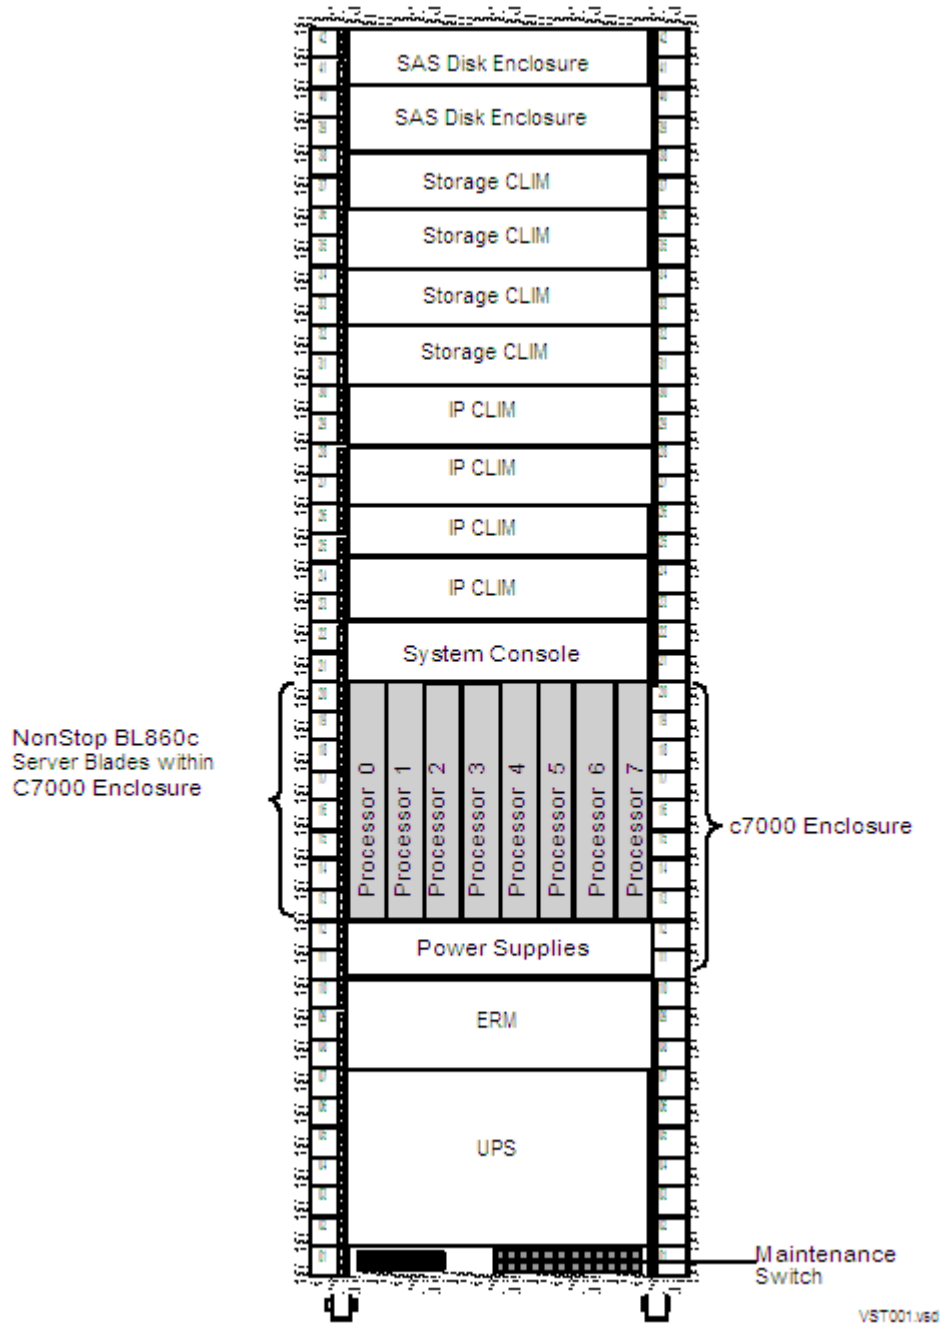 SAS Disk Enclosure
SAS Disk Enclosure
Storage CLIM
Storage CLIM
Storage CLIM
Storage CLIM
IP CLIM
IP CLIM
IP CLIM
IP CLIM
System Console
NonStop BL860c
Server Blades within
C7000 Enclosure
Processor 0
Processor 1
Processor 2
Processor 3
Processor 4
Processor 5
Processor 6
Processor 7
c7000 Enclosure
Power Supplies
ERM
UPS
Maintenance
Switch
VST001.vsd